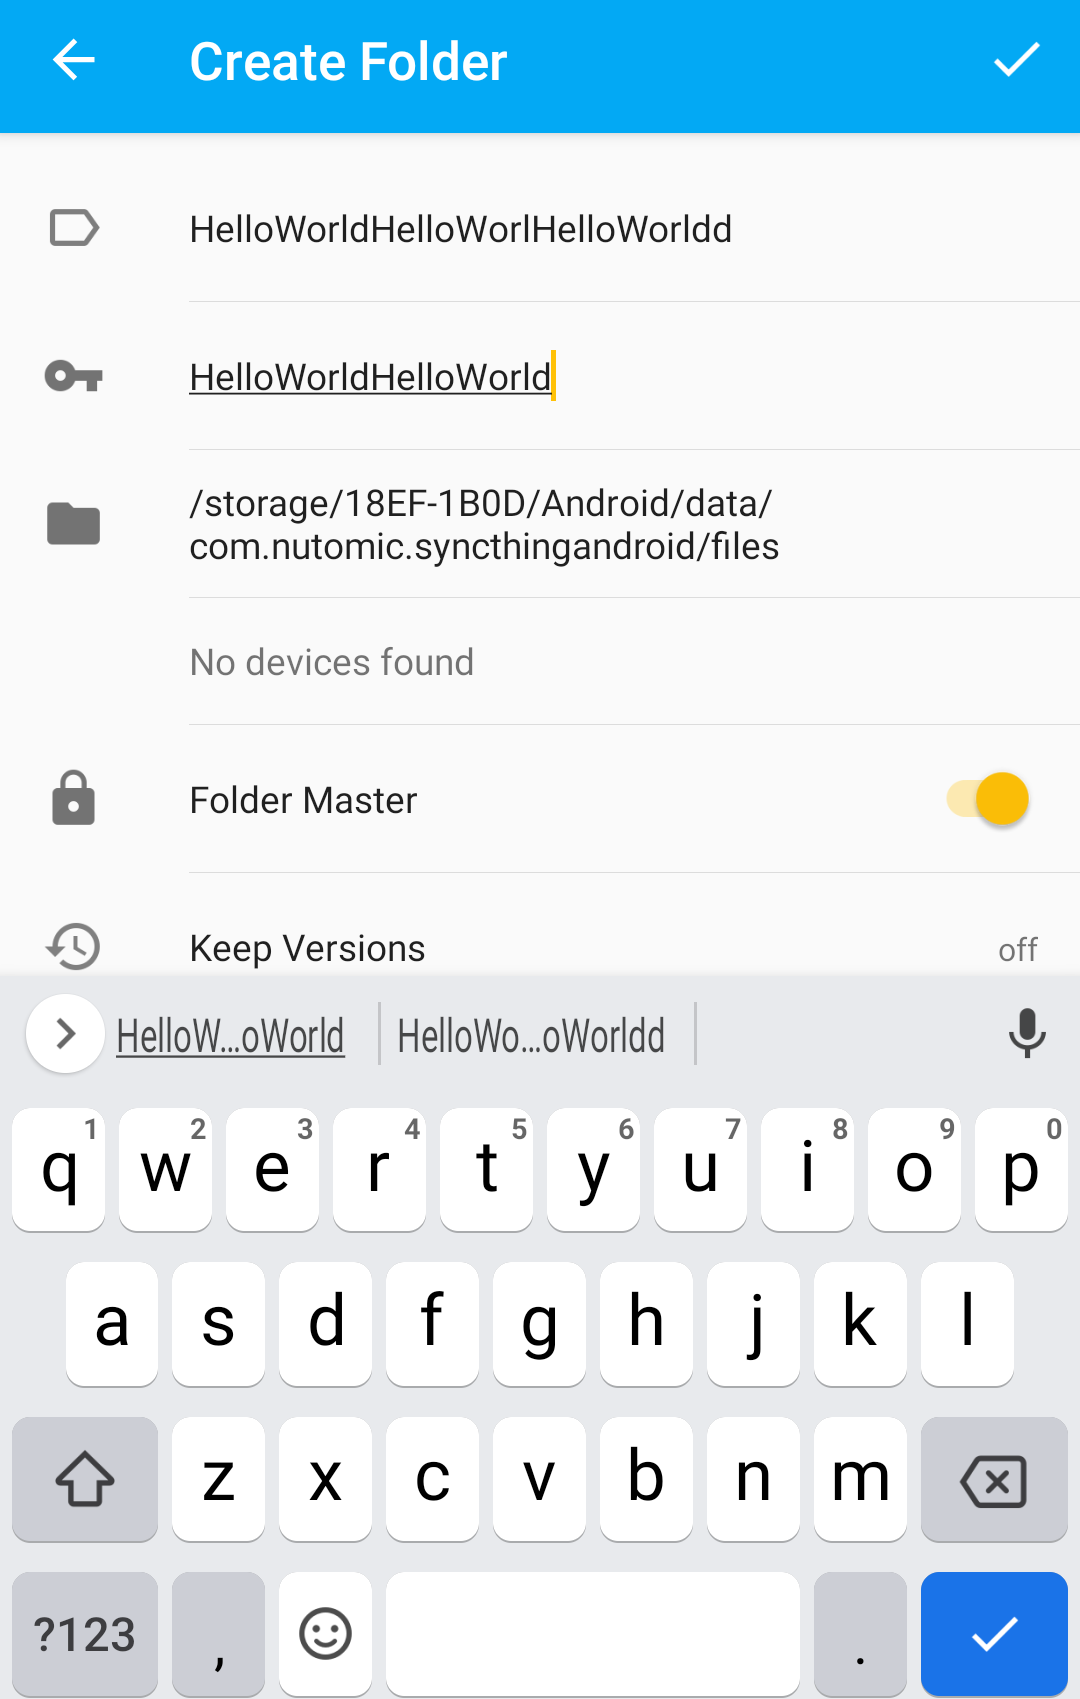 Create Folder
HelloWorldHelloWorlHelloWorldd
HelloWorldHelloWorld
/storage/18EF-1B0D/Android/data/
com.nutomic.syncthingandroid/files
No devices found
Folder Master
Keep Versions off
HelloW...oWorld HelloWo...oWorldd
q 1 w 2 e 3 r 4 t 5 y 6 u 7 i 8 o 9 p 0
a s d f g h j k l
z x c v b n m
?123 , .